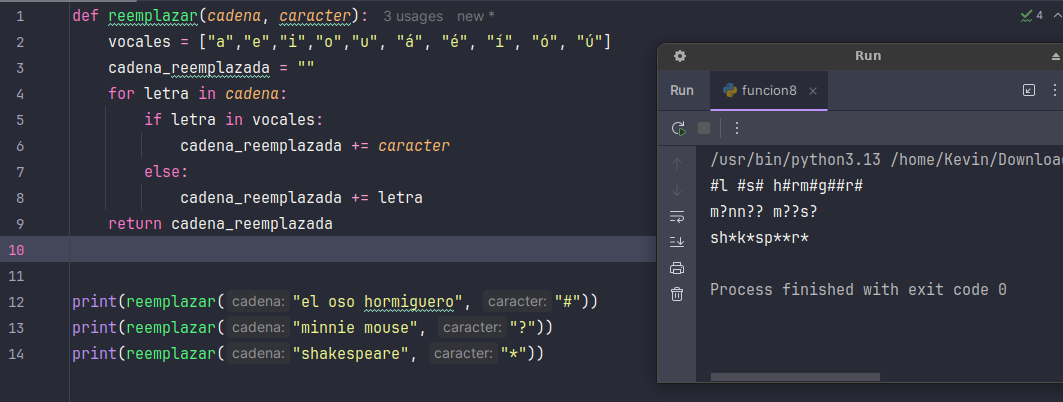 1 def reemplazar(cadena, caracter): 3 usages new *
4
2 vocales = ["a","e","i","o","u", "á", "é", "í", "ó", "ú"]
3 cadena_reemplazada = ""
4 for letra in cadena:
5 if letra in vocales:
6 cadena_reemplazada += caracter
7 else:
8 cadena_reemplazada += letra
9 return cadena_reemplazada
10
11
12 print(reemplazar( cadena: "el oso hormiguero", caracter: "#"))
13 print(reemplazar( cadena: "minnie mouse", caracter: "?"))
14 print(reemplazar( cadena: "shakespeare", caracter: "*"))
Run
Run funcion8
/usr/bin/python3.13 /home/Kevin/Downloa
#l #s# h#rm#g##r#
m?nn?? m??s?
sh*k*sp**r*
Process finished with exit code 0